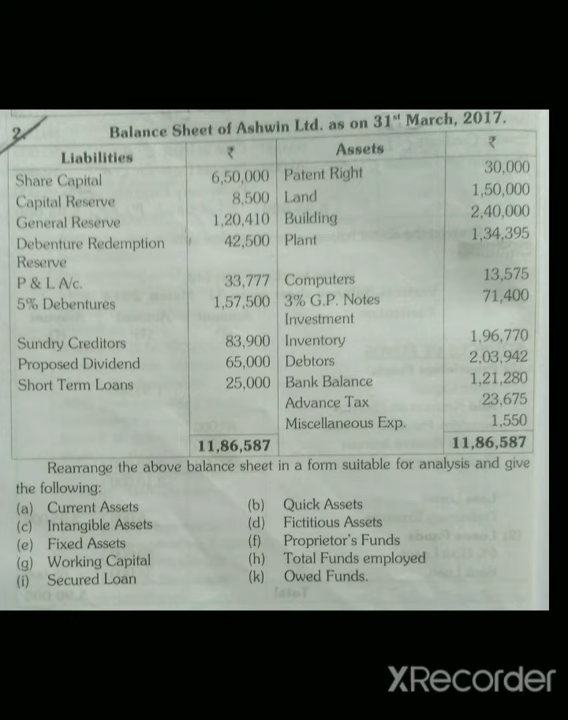 2.
Balance Sheet of Ashwin Ltd. as on 31st March, 2017.
Liabilities ₹ Assets ₹
Share Capital 6,50,000 Patent Right 30,000
Capital Reserve 8,500 Land 1,50,000
General Reserve 1,20,410 Building 2,40,000
Debenture Redemption 42,500 Plant 1,34,395
Reserve
P & L A/c. 33,777 Computers 13,575
5% Debentures 1,57,500 3% G.P. Notes 71,400
Investment
Sundry Creditors 83,900 Inventory 1,96,770
Proposed Dividend 65,000 Debtors 2,03,942
Short Term Loans 25,000 Bank Balance 1,21,280
Advance Tax 23,675
Miscellaneous Exp. 1,550
11,86,587 11,86,587
Rearrange the above balance sheet in a form suitable for analysis and give
the following:
(a) Current Assets (b) Quick Assets
(c) Intangible Assets (d) Fictitious Assets
(e) Fixed Assets (f) Proprietor's Funds
(g) Working Capital (h) Total Funds employed
(i) Secured Loan (k) Owed Funds.
XRecorder